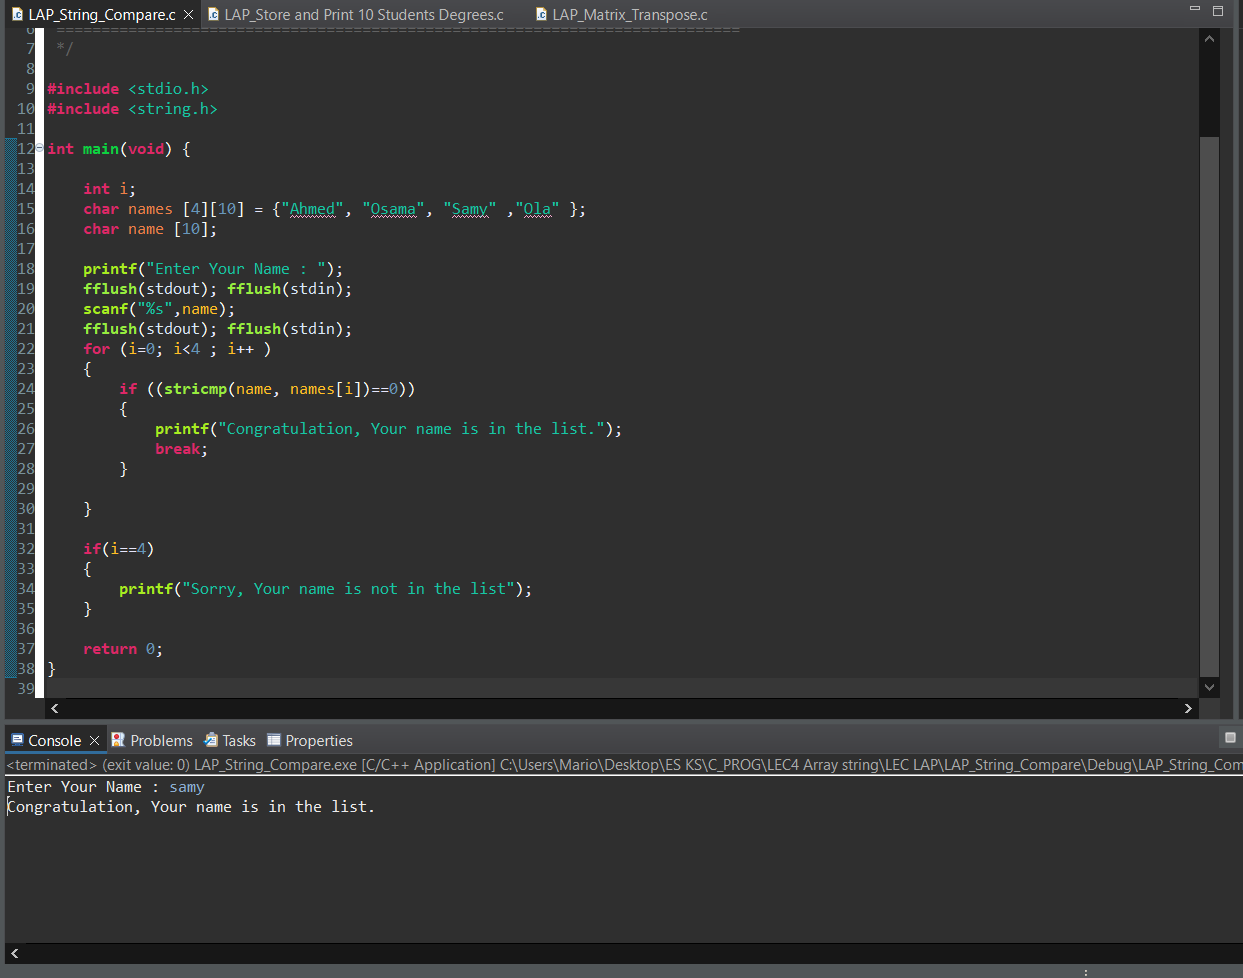 LAP_String_Compare.c LAP_Store and Print 10 Students Degrees.c LAP_Matrix_Transpose.c
6 ============================================================================
7 */
8
9 #include <stdio.h>
10 #include <string.h>
11
12 int main(void) {
13
14 int i;
15 char names [4][10] = {"Ahmed", "Osama", "Samy" ,"Ola" };
16 char name [10];
17
18 printf("Enter Your Name : ");
19 fflush(stdout); fflush(stdin);
20 scanf("%s",name);
21 fflush(stdout); fflush(stdin);
22 for (i=0; i<4 ; i++ )
23 {
24 if ((stricmp(name, names[i])==0))
25 {
26 printf("Congratulation, Your name is in the list.");
27 break;
28 }
29
30 }
31
32 if(i==4)
33 {
34 printf("Sorry, Your name is not in the list");
35 }
36
37 return 0;
38 }
39
Console Problems Tasks Properties
<terminated> (exit value: 0) LAP_String_Compare.exe [C/C++ Application] C:\Users\Mario\Desktop\ES KS\C_PROG\LEC4 Array string\LEC LAP\LAP_String_Compare\Debug\LAP_String_Com
Enter Your Name : samy
Congratulation, Your name is in the list.